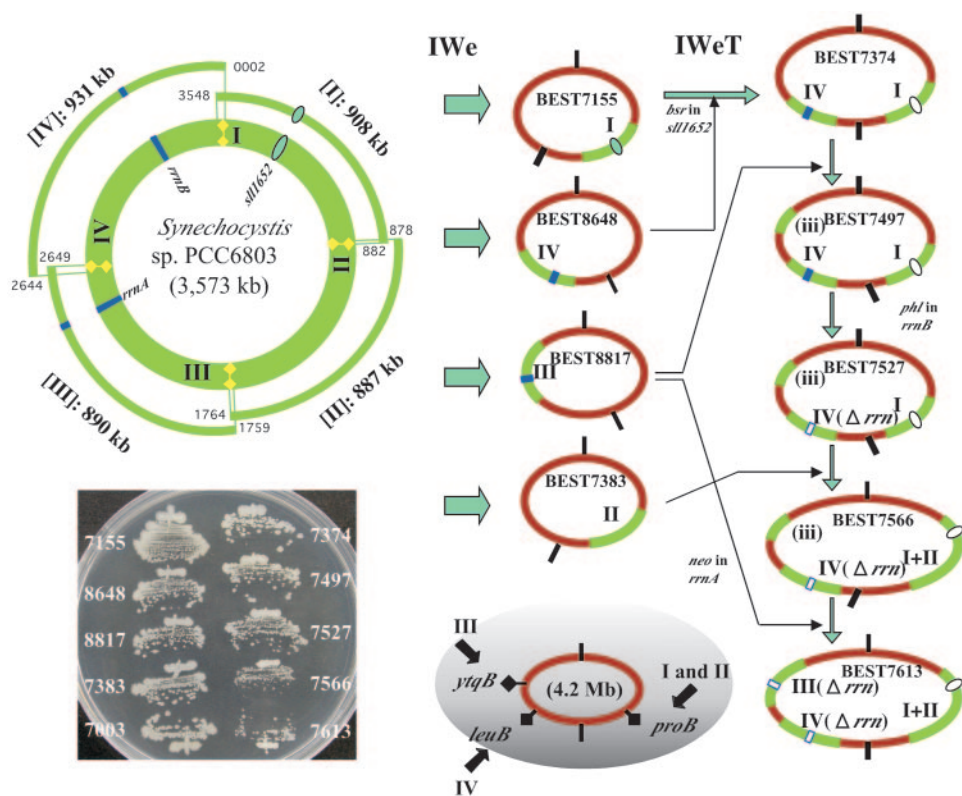 0002
3548
[IV]: 931 kb
[I]: 908 kb
I
rrnB
sll1652
Synechocystis
sp. PCC6803
(3,573 kb)
IV
II
878
882
2649
2644
rrnA
III
[III]: 890 kb
[II]: 887 kb
1764
1759
7155
7374
8648
7497
8817
7527
7383
7566
7003
7613
IWe
IWeT
BEST7155
I
bsr in
sll1652
BEST7374
IV
I
BEST8648
IV
BEST7497
(iii)
IV
I
phl in
rrnB
BEST8817
III
BEST7527
(iii)
I
IV(△ rrn)
BEST7383
II
BEST7566
(iii)
I+II
IV(△ rrn)
neo in
rrnA
BEST7613
III(△ rrn)
I+II
IV(△ rrn)
III
I and II
ytqB
(4.2 Mb)
leuB
proB
IV